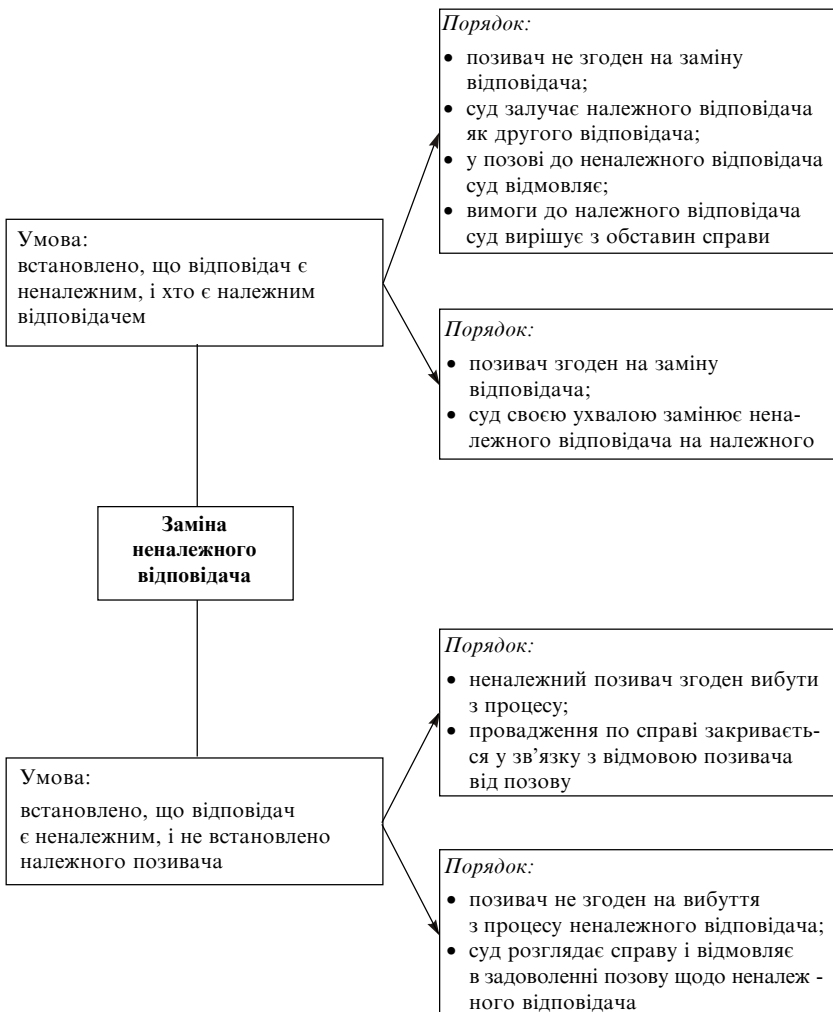 Порядок:
• позивач не згоден на заміну
відповідача;
• суд залучає належного відповідача
як другого відповідача;
• у позові до неналежного відповідача
суд відмовляє;
• вимоги до належного відповідача
суд вирішує з обставин справи
Умова:
встановлено, що відповідач є
неналежним, і хто є належним
відповідачем
Порядок:
• позивач згоден на заміну
відповідача;
• суд своєю ухвалою замінює нена-
лежного відповідача на належного
Заміна
неналежного
відповідача
Порядок:
• неналежний позивач згоден вибути
з процесу;
• провадження по справі закриваєть-
ся у зв'язку з відмовою позивача
від позову
Умова:
встановлено, що відповідач
є неналежним, і не встановлено
належного позивача
Порядок:
• позивач не згоден на вибуття
з процесу неналежного відповідача;
• суд розглядає справу і відмовляє
в задоволенні позову щодо неналеж -
ного відповідача